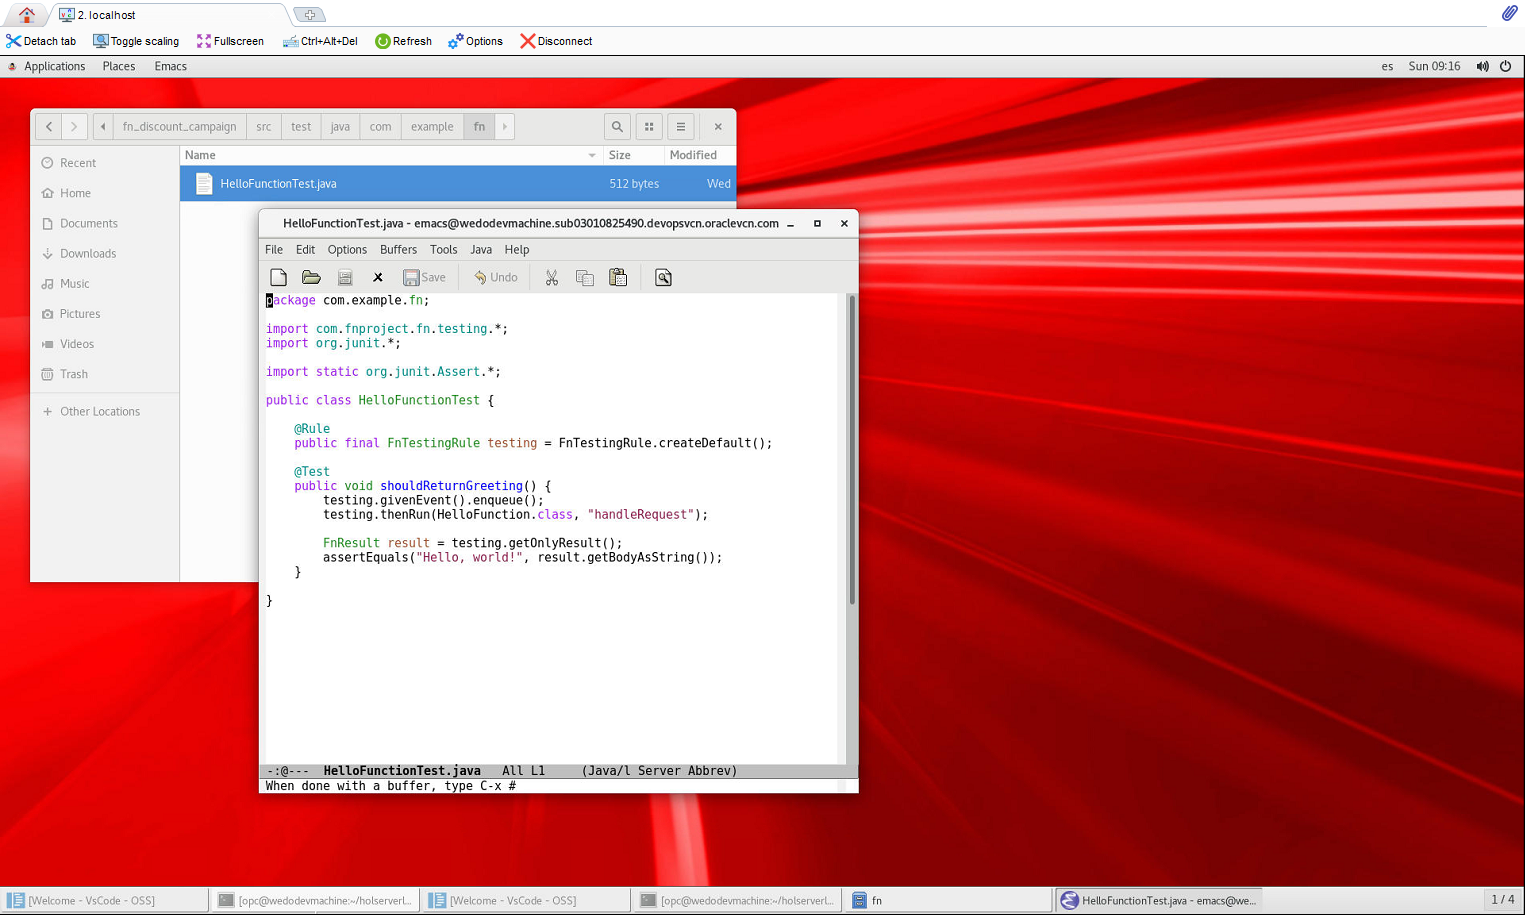 2. localhost
Detach tab Toggle scaling Fullscreen Ctrl+Alt+Del Refresh Options Disconnect
Applications Places Emacs es Sun 09:16
fn_discount_campaign src test java com example fn
Name Size Modified
Recent
HelloFunctionTest.java 512 bytes Wed
Home
Documents
Downloads
Music
Pictures
Videos
Trash
+ Other Locations
HelloFunctionTest.java - emacs@wedodevmachine.sub03010825490.devopsvcn.oraclevcn.com
File Edit Options Buffers Tools Java Help
Save Undo
package com.example.fn;
import com.fnproject.fn.testing.*;
import org.junit.*;
import static org.junit.Assert.*;
public class HelloFunctionTest {
@Rule
public final FnTestingRule testing = FnTestingRule.createDefault();
@Test
public void shouldReturnGreeting() {
testing.givenEvent().enqueue();
testing.thenRun(HelloFunction.class, "handleRequest");
FnResult result = testing.getOnlyResult();
assertEquals("Hello, world!", result.getBodyAsString());
}
}
-:@--- HelloFunctionTest.java All L1 (Java/l Server Abbrev)
When done with a buffer, type C-x #
[Welcome - VsCode - OSS] [opc@wedodevmachine:~/holserverl... [Welcome - VsCode - OSS] [opc@wedodevmachine:~/holserverl... fn HelloFunctionTest.java - emacs@we... 1 / 4